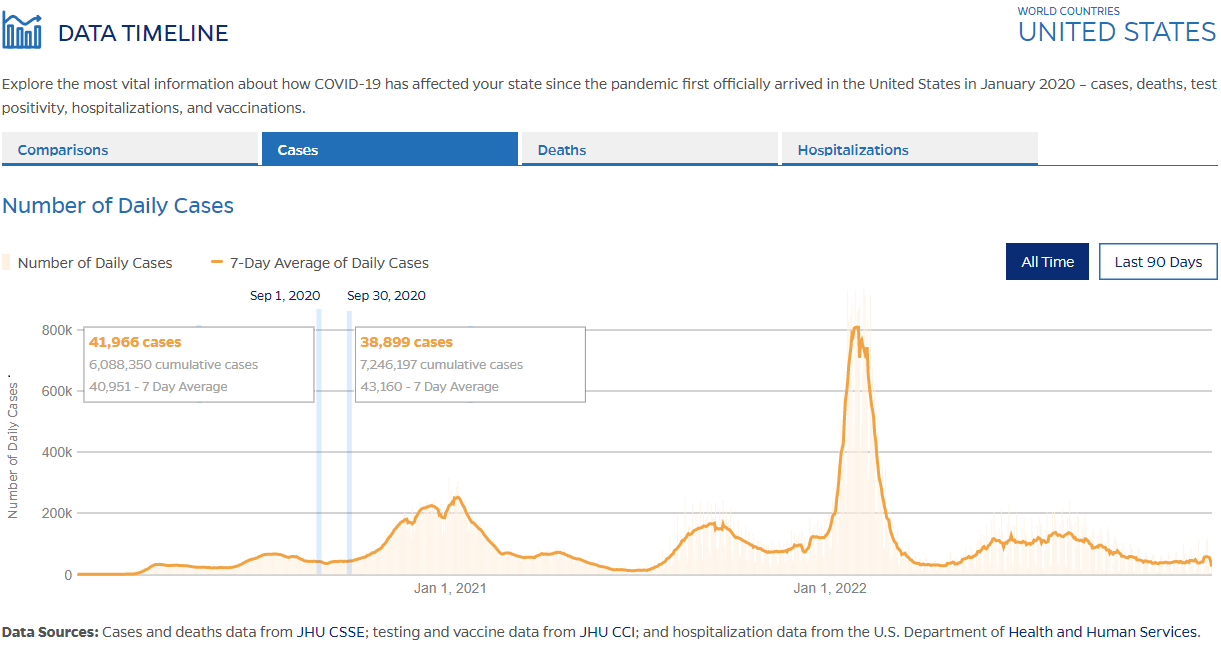 DATA TIMELINE
WORLD COUNTRIES
UNITED STATES
Explore the most vital information about how COVID-19 has affected your state since the pandemic first officially arrived in the United States in January 2020 – cases, deaths, test
positivity, hospitalizations, and vaccinations.
Comparisons
Cases
Deaths
Hospitalizations
Number of Daily Cases
Number of Daily Cases
7-Day Average of Daily Cases
All Time
Last 90 Days
Sep 1, 2020
Sep 30, 2020
41,966 cases
6,088,350 cumulative cases
40,951 - 7 Day Average
38,899 cases
7,246,197 cumulative cases
43,160 - 7 Day Average
Number of Daily Cases
800k
600k
400k
200k
0
Jan 1, 2021
Jan 1, 2022
Data Sources: Cases and deaths data from JHU CSSE; testing and vaccine data from JHU CCI; and hospitalization data from the U.S. Department of Health and Human Services.